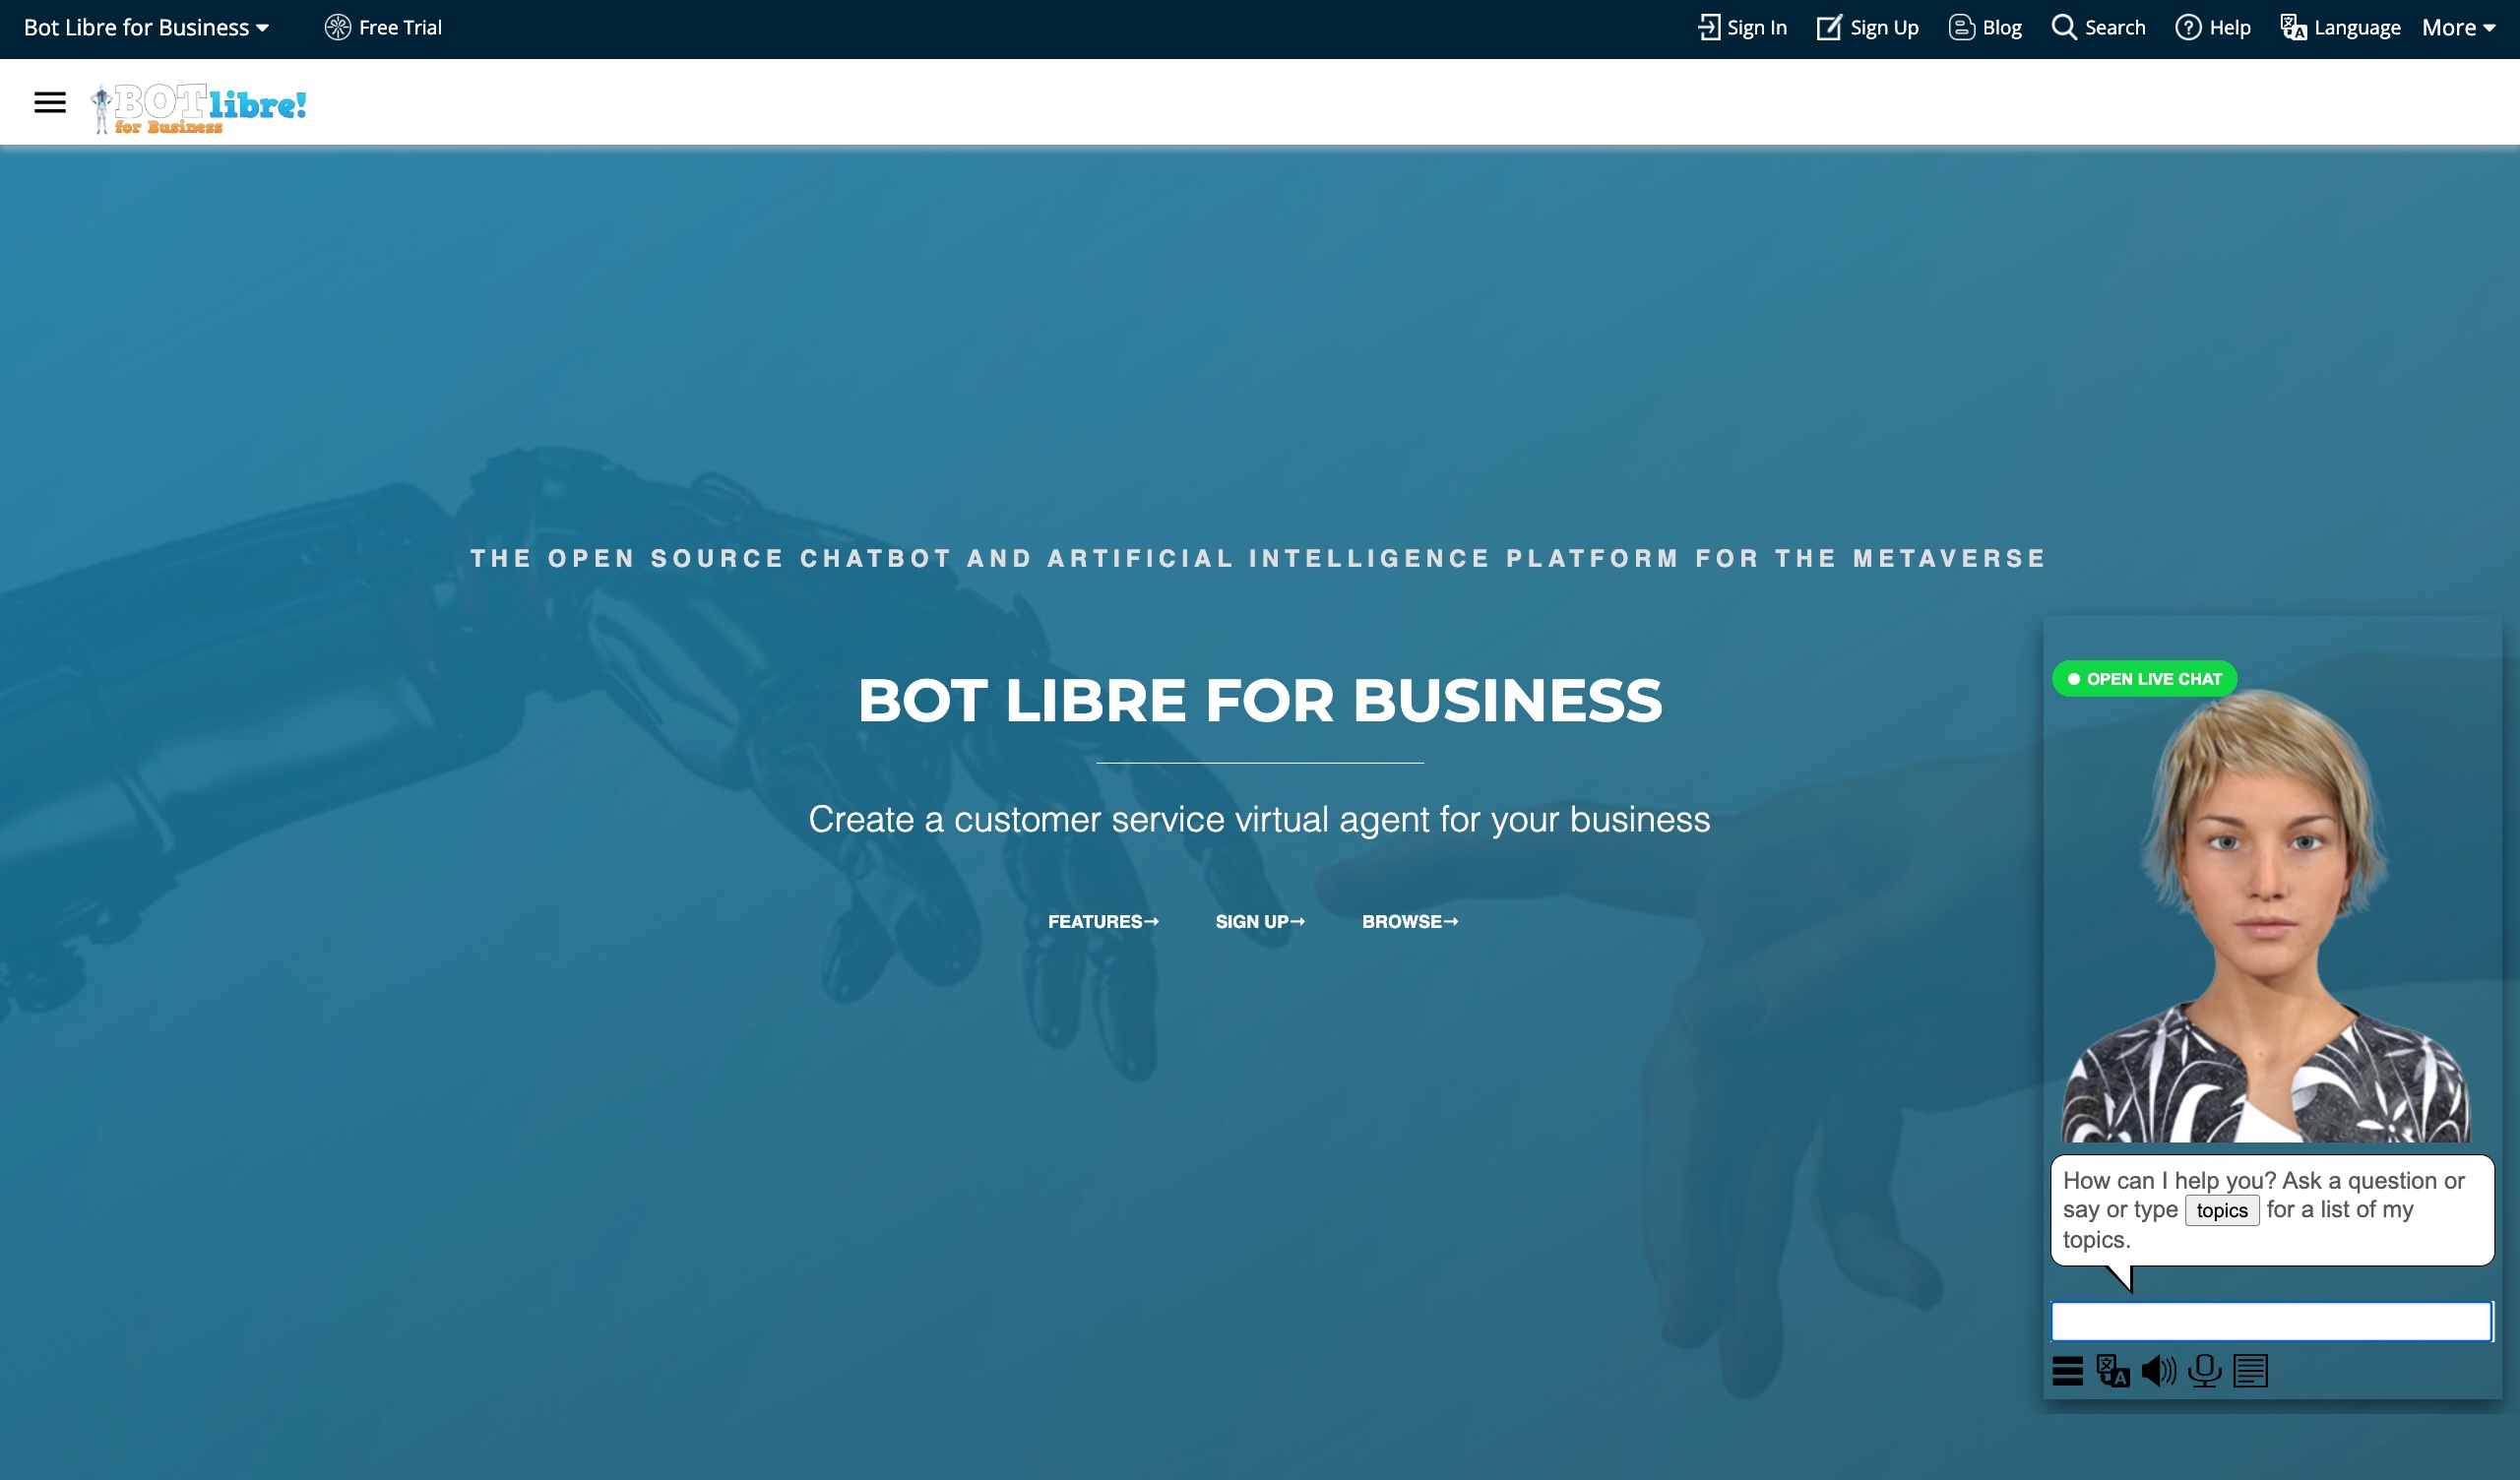 Bot Libre for Business
Free Trial
Sign In
Sign Up
Blog
Search
Help
Language
More
BOT libre!
for Business
THE OPEN SOURCE CHATBOT AND ARTIFICIAL INTELLIGENCE PLATFORM FOR THE METAVERSE
BOT LIBRE FOR BUSINESS
Create a customer service virtual agent for your business
FEATURES→
SIGN UP→
BROWSE→
OPEN LIVE CHAT
How can I help you? Ask a question or
say or type topics for a list of my
topics.